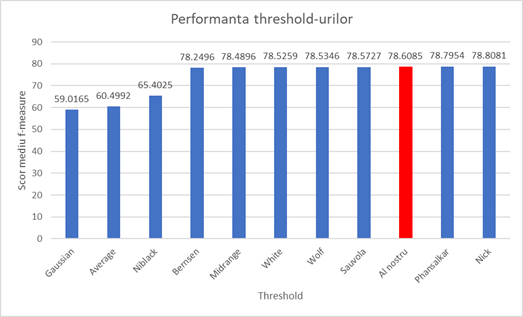 Performanta threshold-urilor
Scor mediu f-measure
90
80
70
60
50
40
30
20
10
0
59.0165
60.4992
65.4025
78.2496
78.4896
78.5259
78.5346
78.5727
78.6085
78.7954
78.8081
Gaussian
Average
Niblack
Bernsen
Midrange
White
Wolf
Sauvola
Al nostru
Phansalkar
Nick
Threshold